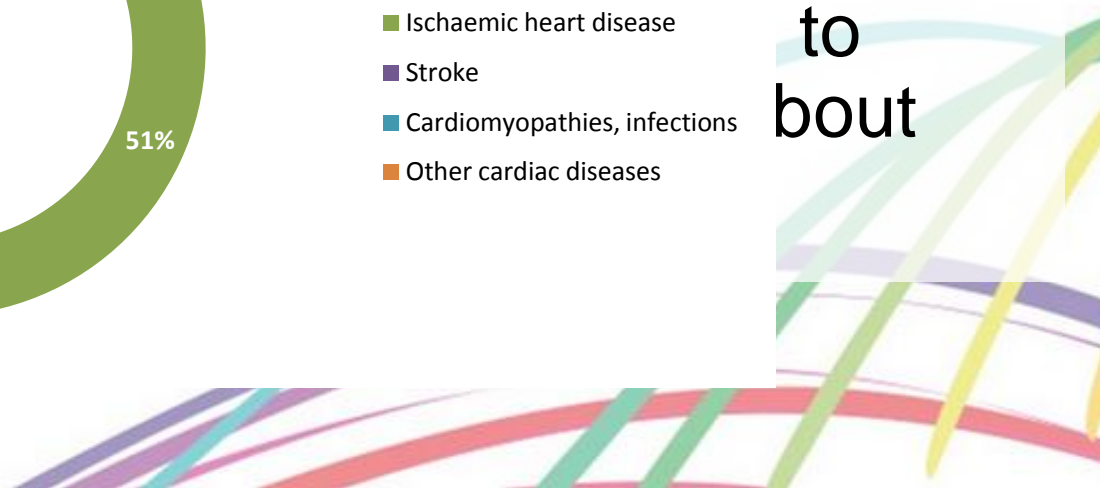 Ischaemic heart disease
Stroke
Cardiomyopathies, infections
Other cardiac diseases
51%
to
bout